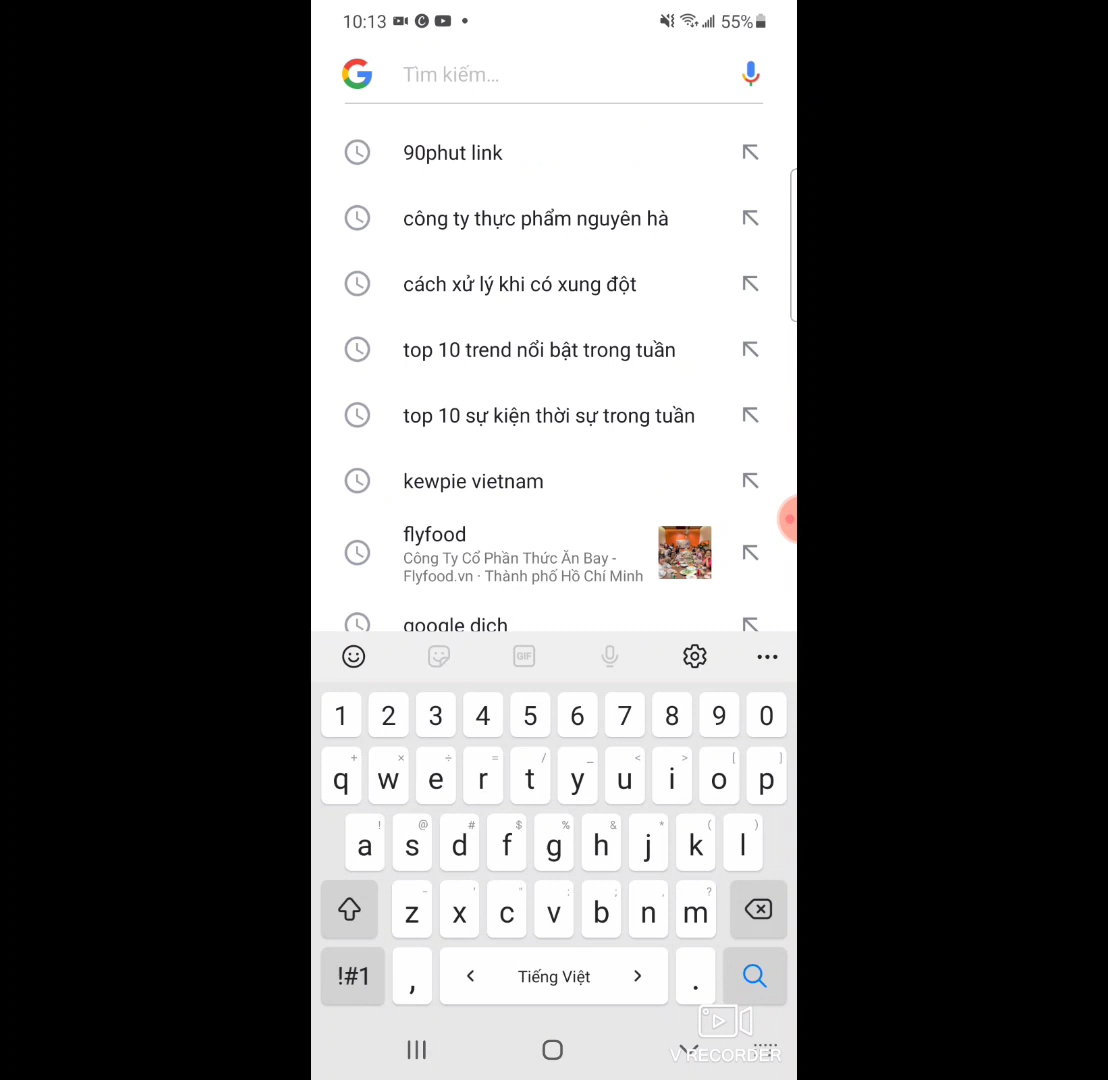 10:13 55%
Tìm kiếm...
90phut link
công ty thực phẩm nguyên hà
cách xử lý khi có xung đột
top 10 trend nổi bật trong tuần
top 10 sự kiện thời sự trong tuần
kewpie vietnam
flyfood
Công Ty Cổ Phần Thức Ăn Bay -
Flyfood.vn · Thành phố Hồ Chí Minh
google dịch
GIF
1 2 3 4 5 6 7 8 9 0
+ × ÷ = / _ < > [ ]
q w e r t y u i o p
! @ # $ % & * ( )
a s d f g h j k l
- ' " : ; , ?
z x c v b n m
!#1 , < Tiếng Việt > .
V RECORDER